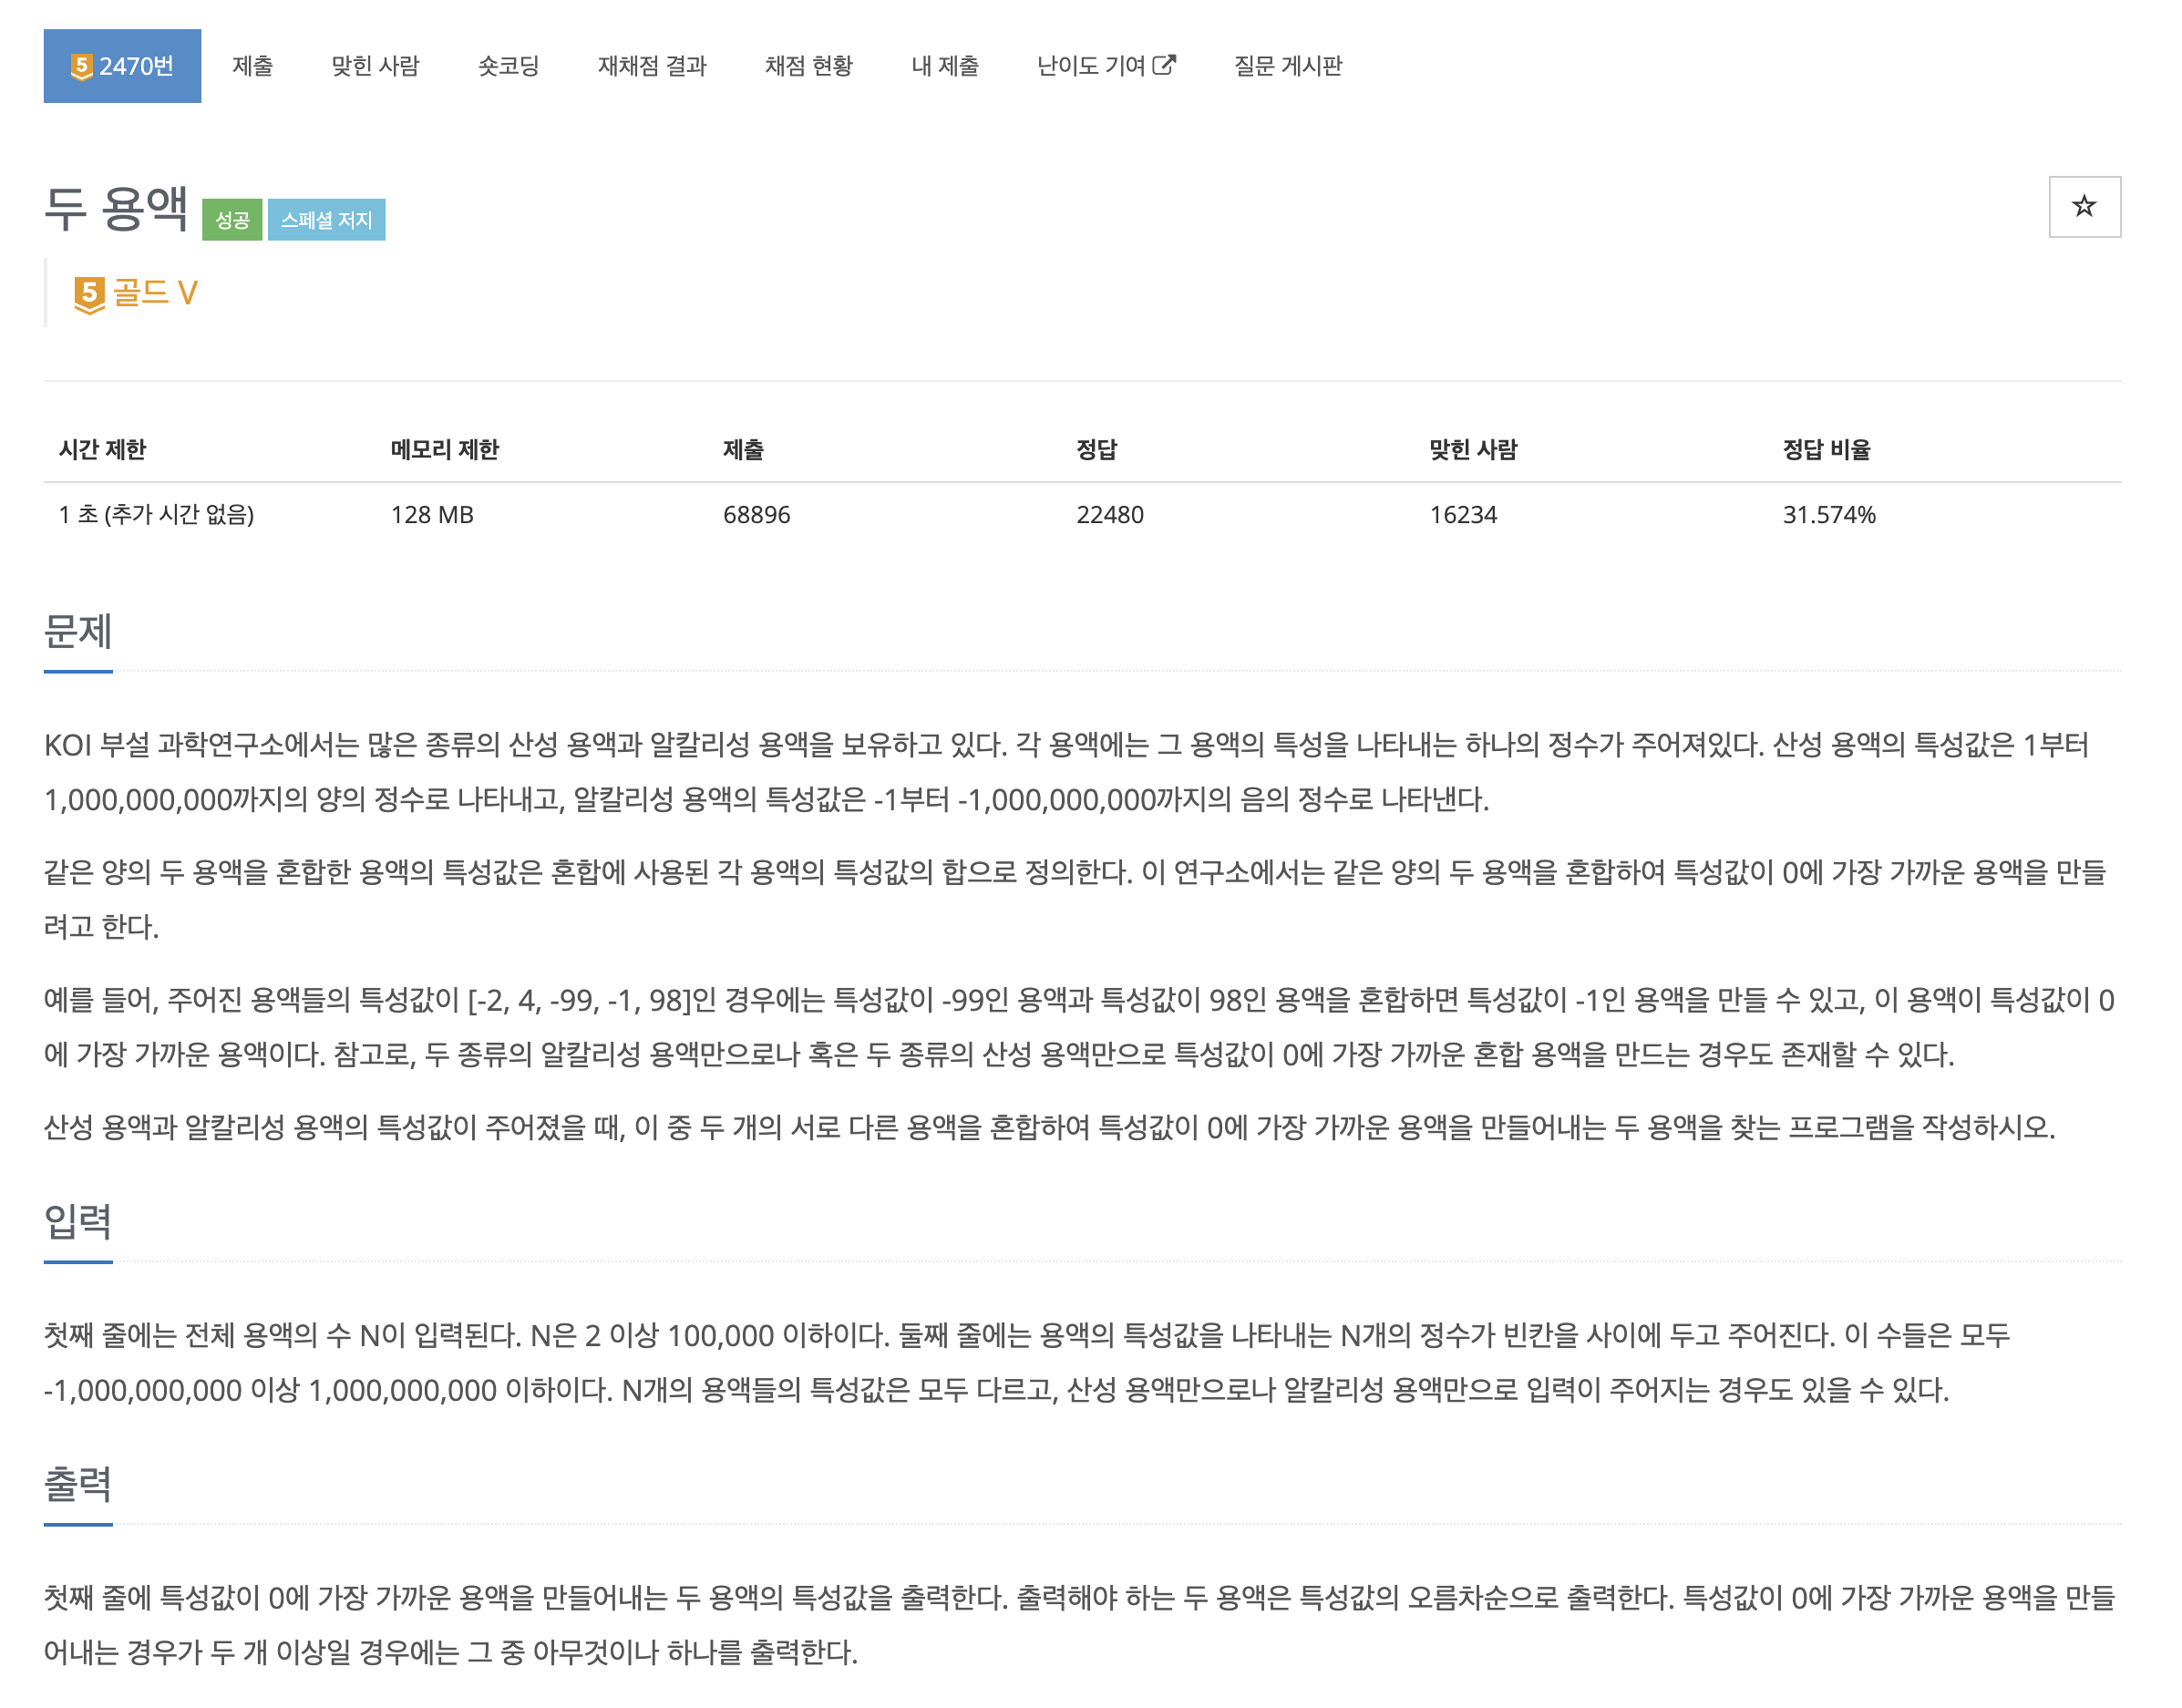 5 2470번 제출 맞힌 사람 숏코딩 재채점 결과 채점 현황 내 제출 난이도 기여 질문 게시판
두 용액 성공 스페셜 저지
5 골드 V
시간 제한 메모리 제한 제출 정답 맞힌 사람 정답 비율
1 초 (추가 시간 없음) 128 MB 68896 22480 16234 31.574%
문제
KOI 부설 과학연구소에서는 많은 종류의 산성 용액과 알칼리성 용액을 보유하고 있다. 각 용액에는 그 용액의 특성을 나타내는 하나의 정수가 주어져있다. 산성 용액의 특성값은 1부터
1,000,000,000까지의 양의 정수로 나타내고, 알칼리성 용액의 특성값은 -1부터 -1,000,000,000까지의 음의 정수로 나타낸다.
같은 양의 두 용액을 혼합한 용액의 특성값은 혼합에 사용된 각 용액의 특성값의 합으로 정의한다. 이 연구소에서는 같은 양의 두 용액을 혼합하여 특성값이 0에 가장 가까운 용액을 만들
려고 한다.
예를 들어, 주어진 용액들의 특성값이 [-2, 4, -99, -1, 98]인 경우에는 특성값이 -99인 용액과 특성값이 98인 용액을 혼합하면 특성값이 -1인 용액을 만들 수 있고, 이 용액이 특성값이 0
에 가장 가까운 용액이다. 참고로, 두 종류의 알칼리성 용액만으로나 혹은 두 종류의 산성 용액만으로 특성값이 0에 가장 가까운 혼합 용액을 만드는 경우도 존재할 수 있다.
산성 용액과 알칼리성 용액의 특성값이 주어졌을 때, 이 중 두 개의 서로 다른 용액을 혼합하여 특성값이 0에 가장 가까운 용액을 만들어내는 두 용액을 찾는 프로그램을 작성하시오.
입력
첫째 줄에는 전체 용액의 수 N이 입력된다. N은 2 이상 100,000 이하이다. 둘째 줄에는 용액의 특성값을 나타내는 N개의 정수가 빈칸을 사이에 두고 주어진다. 이 수들은 모두
-1,000,000,000 이상 1,000,000,000 이하이다. N개의 용액들의 특성값은 모두 다르고, 산성 용액만으로나 알칼리성 용액만으로 입력이 주어지는 경우도 있을 수 있다.
출력
첫째 줄에 특성값이 0에 가장 가까운 용액을 만들어내는 두 용액의 특성값을 출력한다. 출력해야 하는 두 용액은 특성값의 오름차순으로 출력한다. 특성값이 0에 가장 가까운 용액을 만들
어내는 경우가 두 개 이상일 경우에는 그 중 아무것이나 하나를 출력한다.